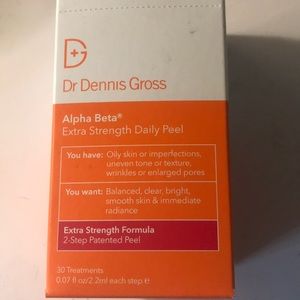 D
Dr Dennis Gross
Alpha Beta®
Extra Strength Daily Peel
You have: Oily skin or imperfections,
uneven tone or texture,
wrinkles or enlarged pores
You want: Balanced, clear, bright,
smooth skin & immediate
radiance
Extra Strength Formula
2-Step Patented Peel
30 Treatments
0.07 fl oz/2.2ml each step ℮